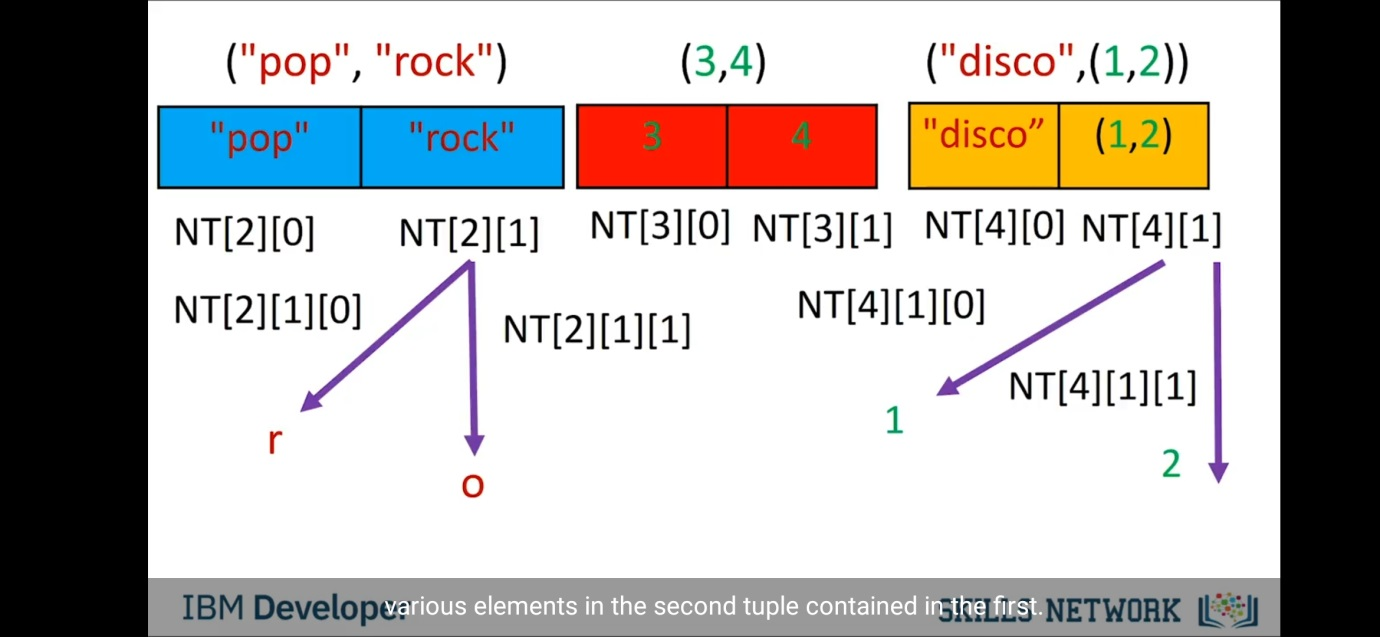 ("pop", "rock") (3,4) ("disco",(1,2))
"pop" "rock" 3 4 "disco” (1,2)
NT[2][0] NT[2][1] NT[3][0] NT[3][1] NT[4][0] NT[4][1]
NT[2][1][0] NT[2][1][1] NT[4][1][0]
NT[4][1][1]
r 1
o 2
IBM Developer SKILLS NETWORK
various elements in the second tuple contained in the first.